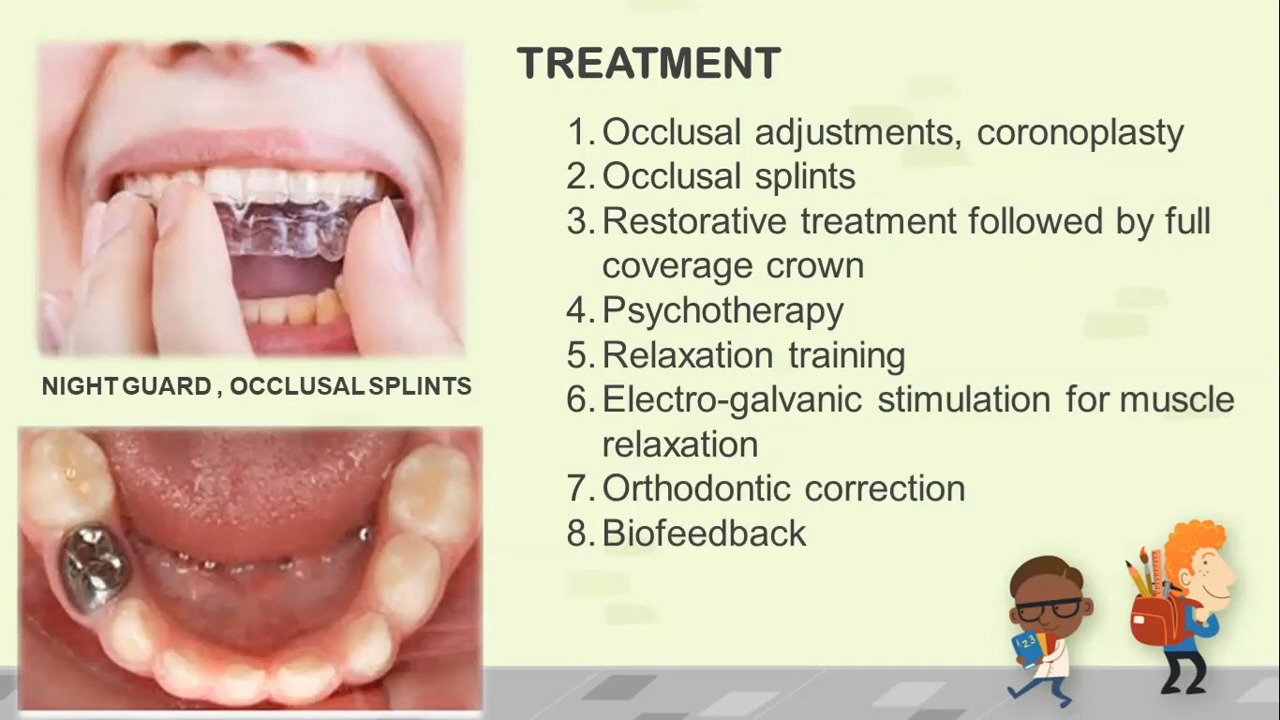 TREATMENT
1. Occlusal adjustments, coronoplasty
2. Occlusal splints
3. Restorative treatment followed by full
coverage crown
4. Psychotherapy
5. Relaxation training
6. Electro-galvanic stimulation for muscle
relaxation
7. Orthodontic correction
8. Biofeedback
NIGHT GUARD , OCCLUSAL SPLINTS
123